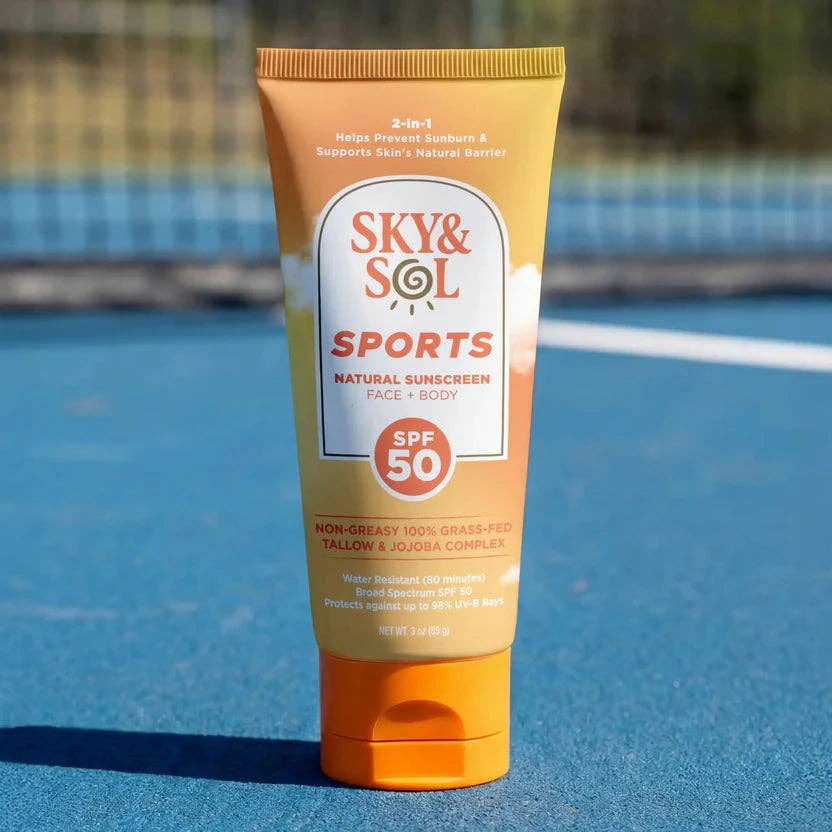 2-in-1
Helps Prevent Sunburn &
Supports Skin's Natural Barrier
SKY&
SOL
SPORTS
NATURAL SUNSCREEN
FACE + BODY
SPF
50
NON-GREASY 100% GRASS-FED
TALLOW & JOJOBA COMPLEX
Water Resistant (80 minutes)
Broad Spectrum SPF 50
Protects against up to 98% UV-B Rays
NET WT. 3 oz (85 g)